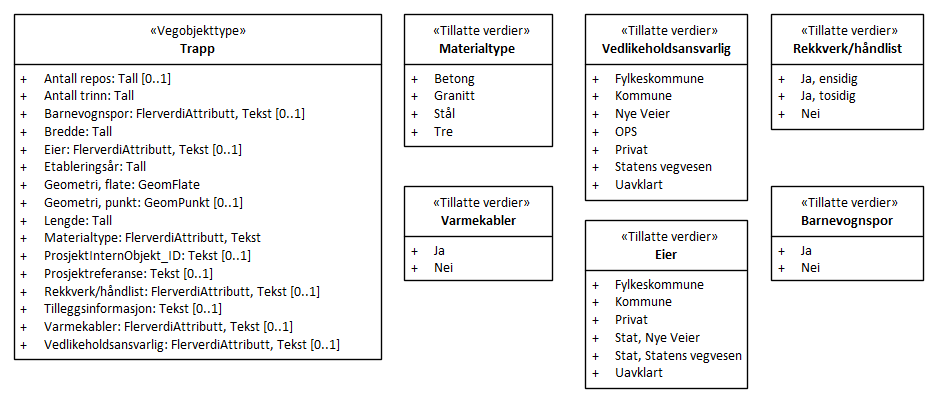 «Vegobjekttype»
Trapp
+ Antall repos: Tall [0..1]
+ Antall trinn: Tall
+ Barnevognspor: FlerverdiAttributt, Tekst [0..1]
+ Bredde: Tall
+ Eier: FlerverdiAttributt, Tekst [0..1]
+ Etableringsår: Tall
+ Geometri, flate: GeomFlate
+ Geometri, punkt: GeomPunkt [0..1]
+ Lengde: Tall
+ Materialtype: FlerverdiAttributt, Tekst
+ ProsjektInternObjekt_ID: Tekst [0..1]
+ Prosjektreferanse: Tekst [0..1]
+ Rekkverk/håndlist: FlerverdiAttributt, Tekst [0..1]
+ Tilleggsinformasjon: Tekst [0..1]
+ Varmekabler: FlerverdiAttributt, Tekst [0..1]
+ Vedlikeholdsansvarlig: FlerverdiAttributt, Tekst [0..1]
«Tillatte verdier»
Materialtype
+ Betong
+ Granitt
+ Stål
+ Tre
«Tillatte verdier»
Varmekabler
+ Ja
+ Nei
«Tillatte verdier»
Vedlikeholdsansvarlig
+ Fylkeskommune
+ Kommune
+ Nye Veier
+ OPS
+ Privat
+ Statens vegvesen
+ Uavklart
«Tillatte verdier»
Eier
+ Fylkeskommune
+ Kommune
+ Privat
+ Stat, Nye Veier
+ Stat, Statens vegvesen
+ Uavklart
«Tillatte verdier»
Rekkverk/håndlist
+ Ja, ensidig
+ Ja, tosidig
+ Nei
«Tillatte verdier»
Barnevognspor
+ Ja
+ Nei